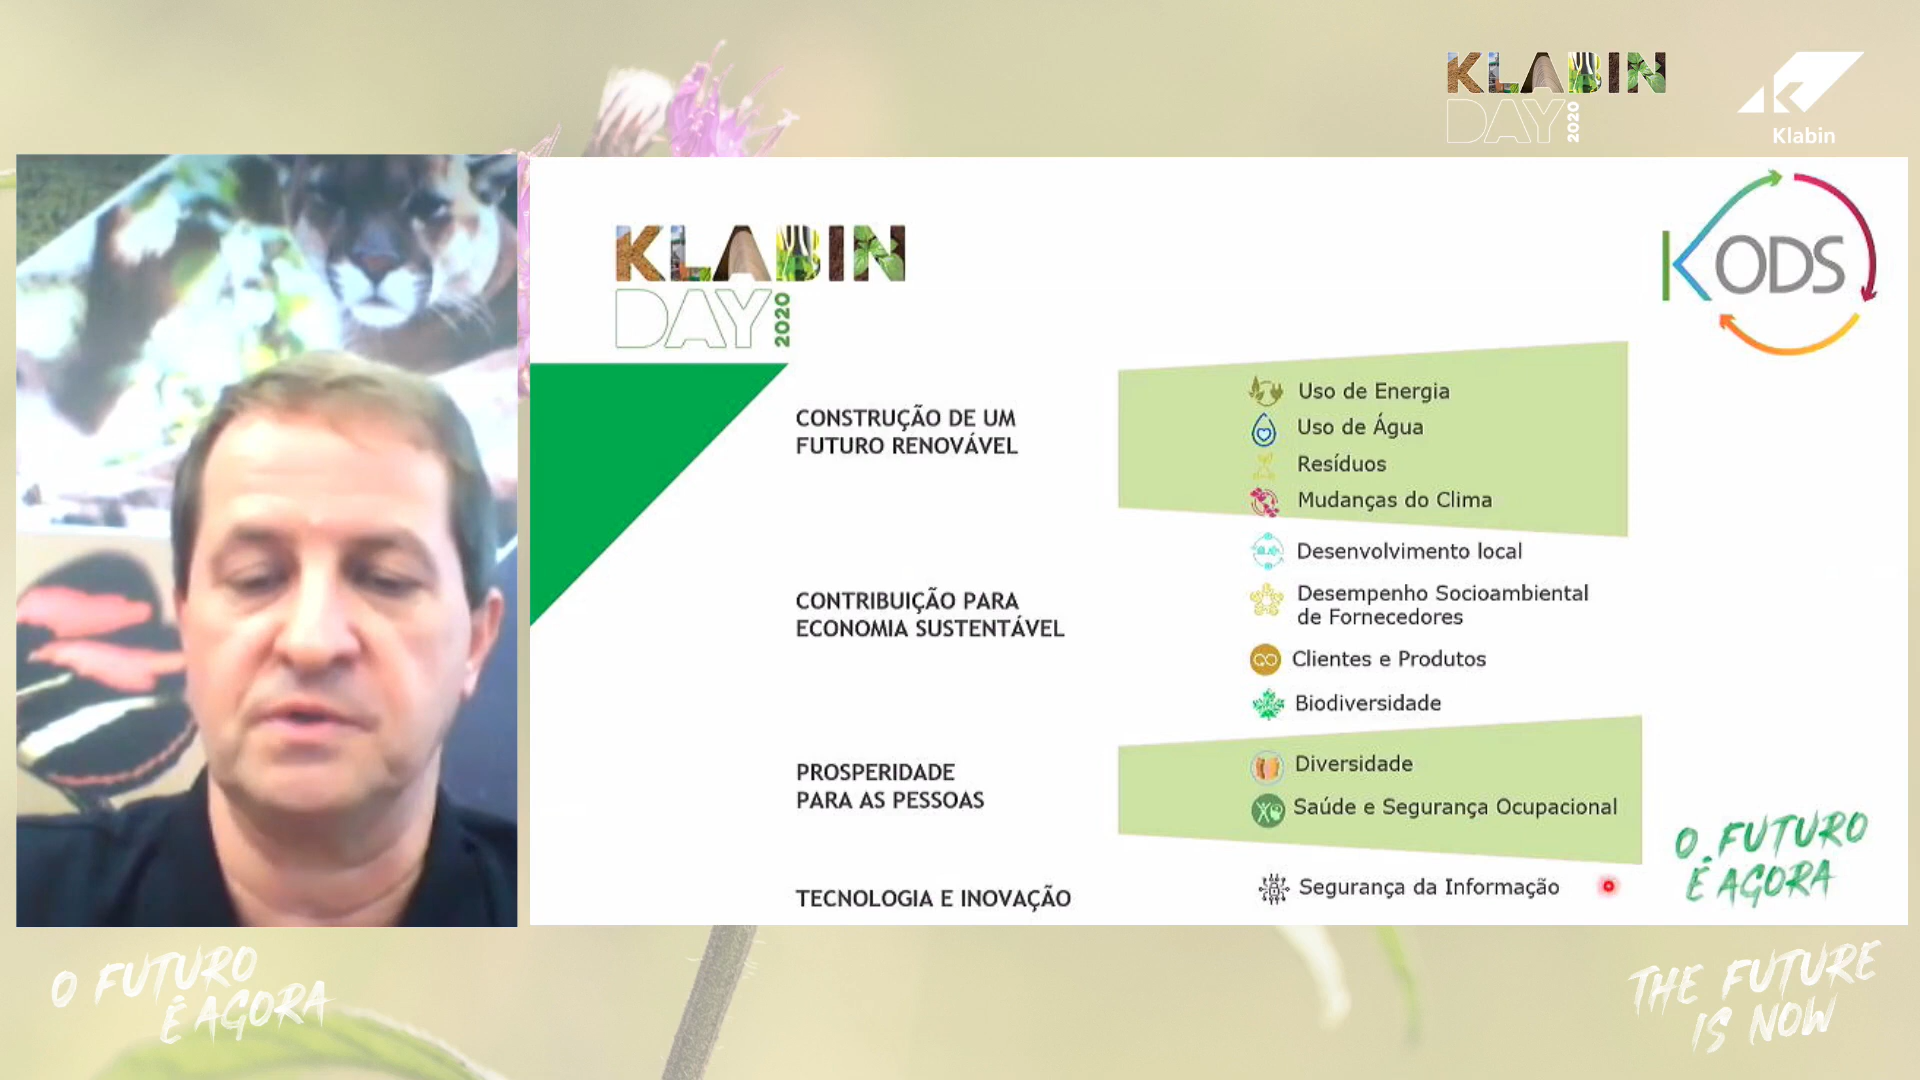 KLABIN
DAY 2020
Klabin
KLABIN
DAY 2020
KODS
CONSTRUÇÃO DE UM
FUTURO RENOVÁVEL
Uso de Energia
Uso de Água
Resíduos
Mudanças do Clima
CONTRIBUIÇÃO PARA
ECONOMIA SUSTENTÁVEL
Desenvolvimento local
Desempenho Socioambiental
de Fornecedores
Clientes e Produtos
Biodiversidade
PROSPERIDADE
PARA AS PESSOAS
Diversidade
Saúde e Segurança Ocupacional
TECNOLOGIA E INOVAÇÃO
Segurança da Informação
O FUTURO
É AGORA
O FUTURO
É AGORA
THE FUTURE
IS NOW